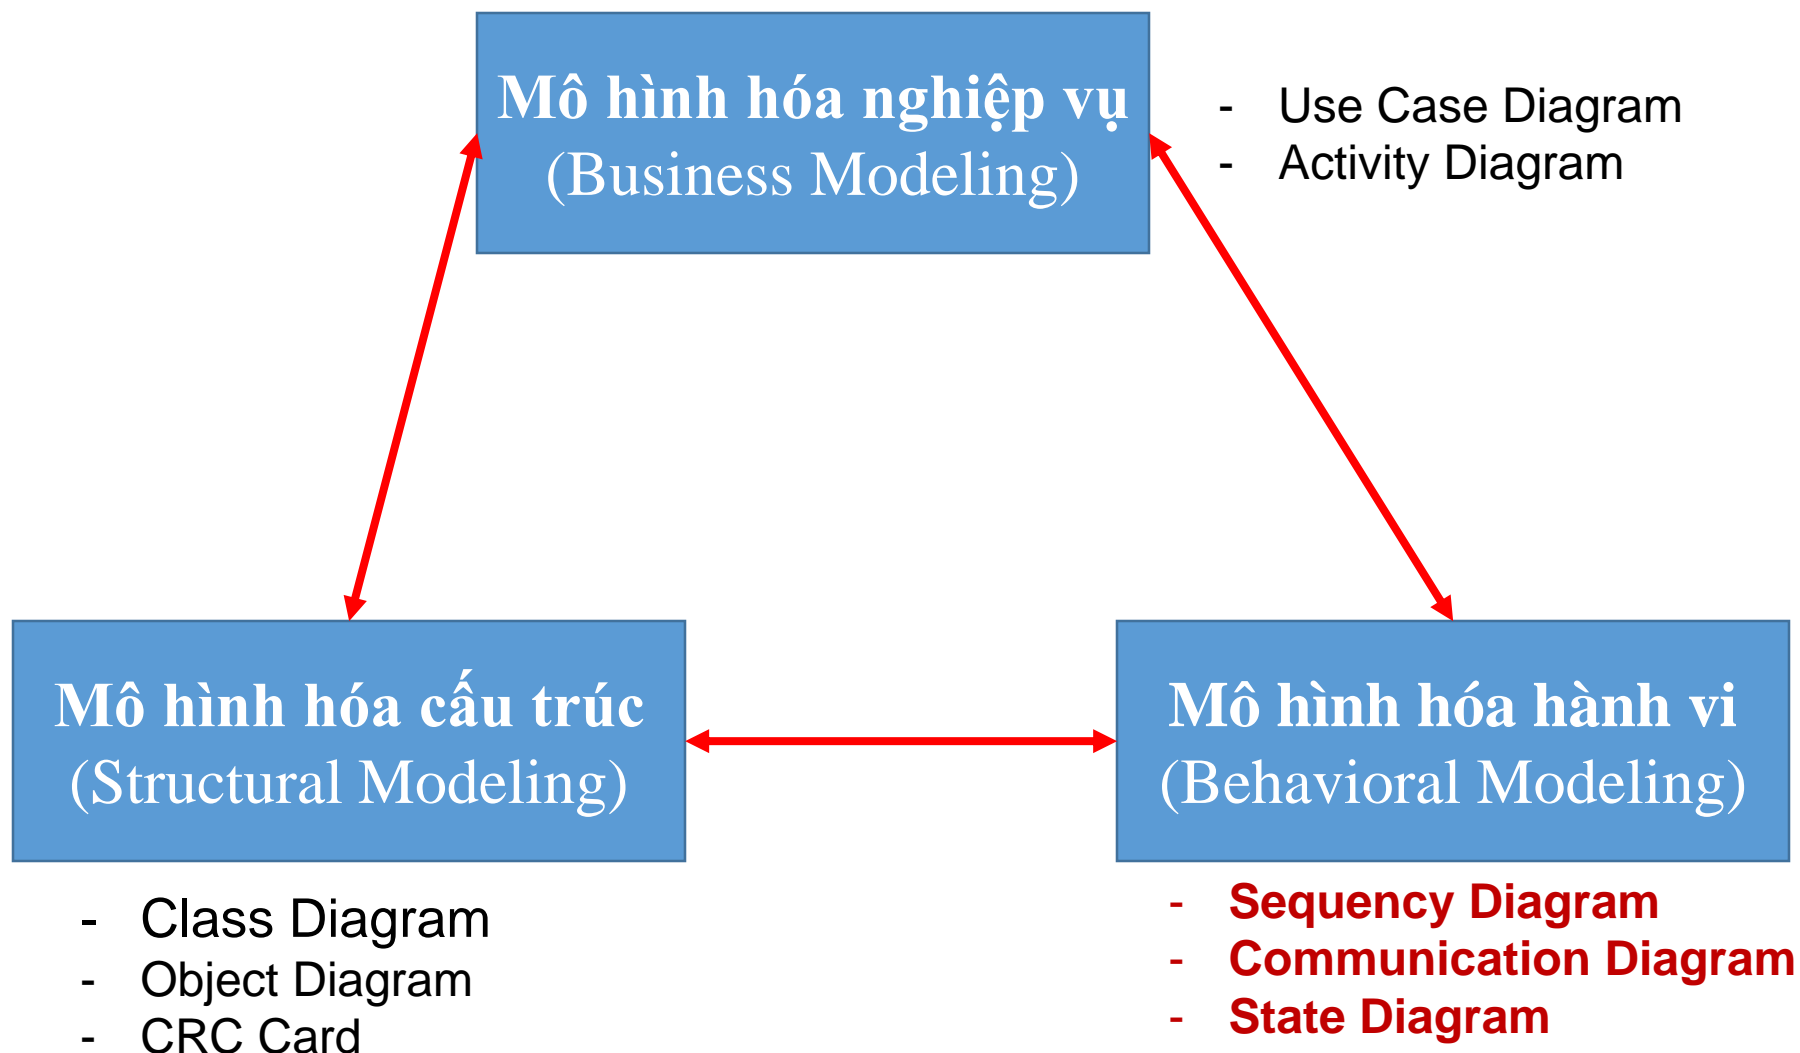 Mô hình hóa nghiệp vụ
(Business Modeling)
- Use Case Diagram
- Activity Diagram
Mô hình hóa cấu trúc
(Structural Modeling)
- Class Diagram
- Object Diagram
- CRC Card
Mô hình hóa hành vi
(Behavioral Modeling)
- Sequency Diagram
- Communication Diagram
- State Diagram